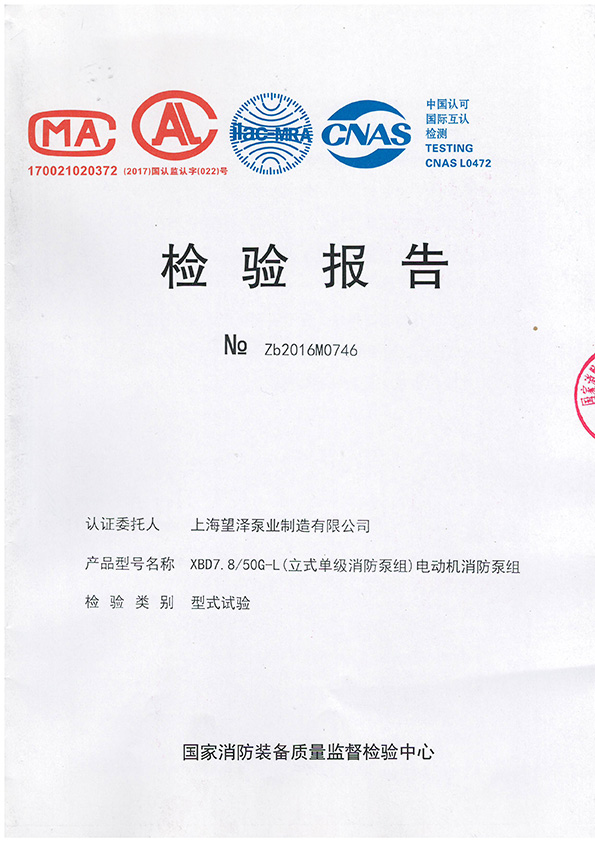 MA
170021020372
AL
(2017)国认监认字(022)号
ilac-MRA
CNAS
中国认可
国际互认
检测
TESTING
CNAS L0472
检验报告
№ Zb2016M0746
认证委托人 上海望泽泵业制造有限公司
产品型号名称 XBD7.8/50G-L(立式单级消防泵组)电动机消防泵组
检验类别 型式试验
国家消防装备质量监督检验中心